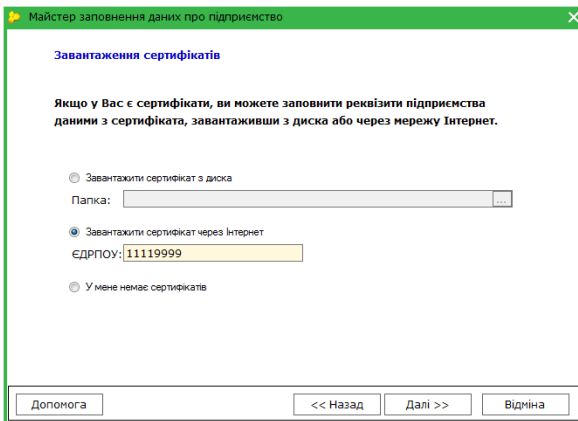 Майстер заповнення даних про підприємство
Завантаження сертифікатів
Якщо у Вас є сертифікати, ви можете заповнити реквізити підприємства
даними з сертифіката, завантаживши з диска або через мережу Інтернет.
Завантажити сертифікат з диска
Папка:
...
Завантажити сертифікат через Інтернет
ЄДРПОУ: 11119999
У мене немає сертифікатів
Допомога << Назад Далі >> Відміна